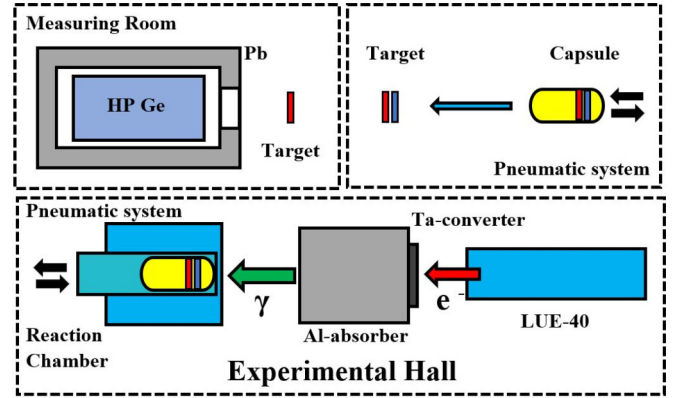 Measuring Room
Pb
HP Ge
Target
Target
Capsule
Pneumatic system
Pneumatic system
Ta-converter
γ
e -
LUE-40
Reaction
Chamber
Al-absorber
Experimental Hall